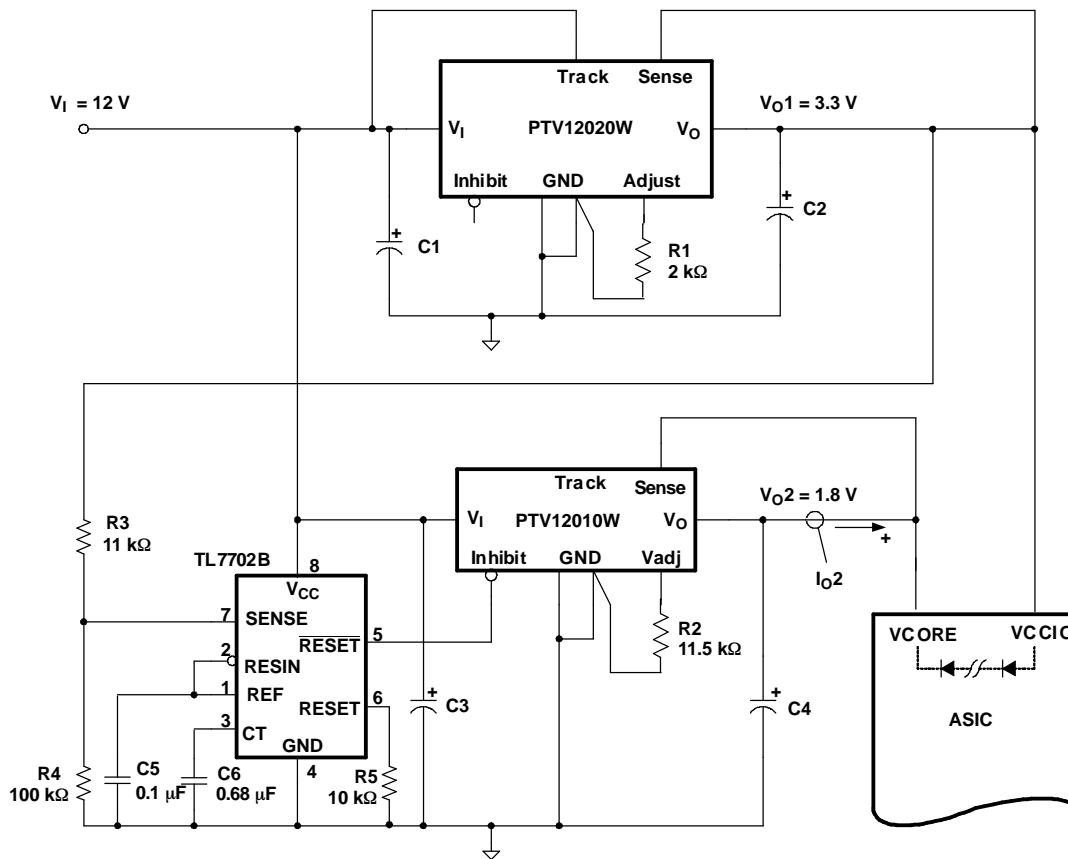 Track
Sense
V_I = 12 V
V_O1 = 3.3 V
V_I
PTV12020W
V_O
Inhibit
GND
Adjust
+
C1
R1
2 kΩ
+
C2
R3
11 kΩ
TL7702B
8
V_CC
7
SENSE
2
RESIN
1
REF
3
CT
RESET
5
RESET
6
GND
4
R4
100 kΩ
C5
0.1 μF
C6
0.68 μF
R5
10 kΩ
+
C3
Track
Sense
V_I
PTV12010W
V_O
Inhibit
GND
Vadj
R2
11.5 kΩ
V_O2 = 1.8 V
+
I_O2
+
C4
VCORE
VCCIO
ASIC